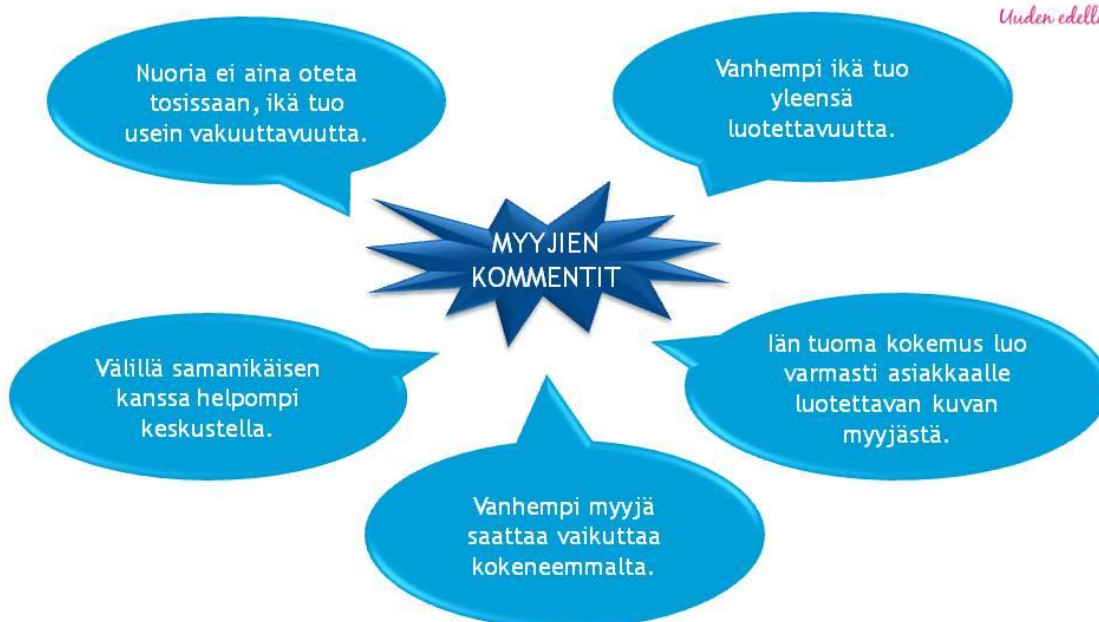 Uuden edellä
Nuoria ei aina oteta
tosissaan, ikä tuo
usein vakuuttavuutta.
Vanhempi ikä tuo
yleensä
luotettavuutta.
MYYJIEN
KOMMENTIT
Välillä samanikäisen
kanssa helpompi
keskustella.
Iän tuoma kokemus luo
varmasti asiakkaalle
luotettavan kuvan
myyjästä.
Vanhempi myyjä
saattaa vaikuttaa
kokeneemmalta.